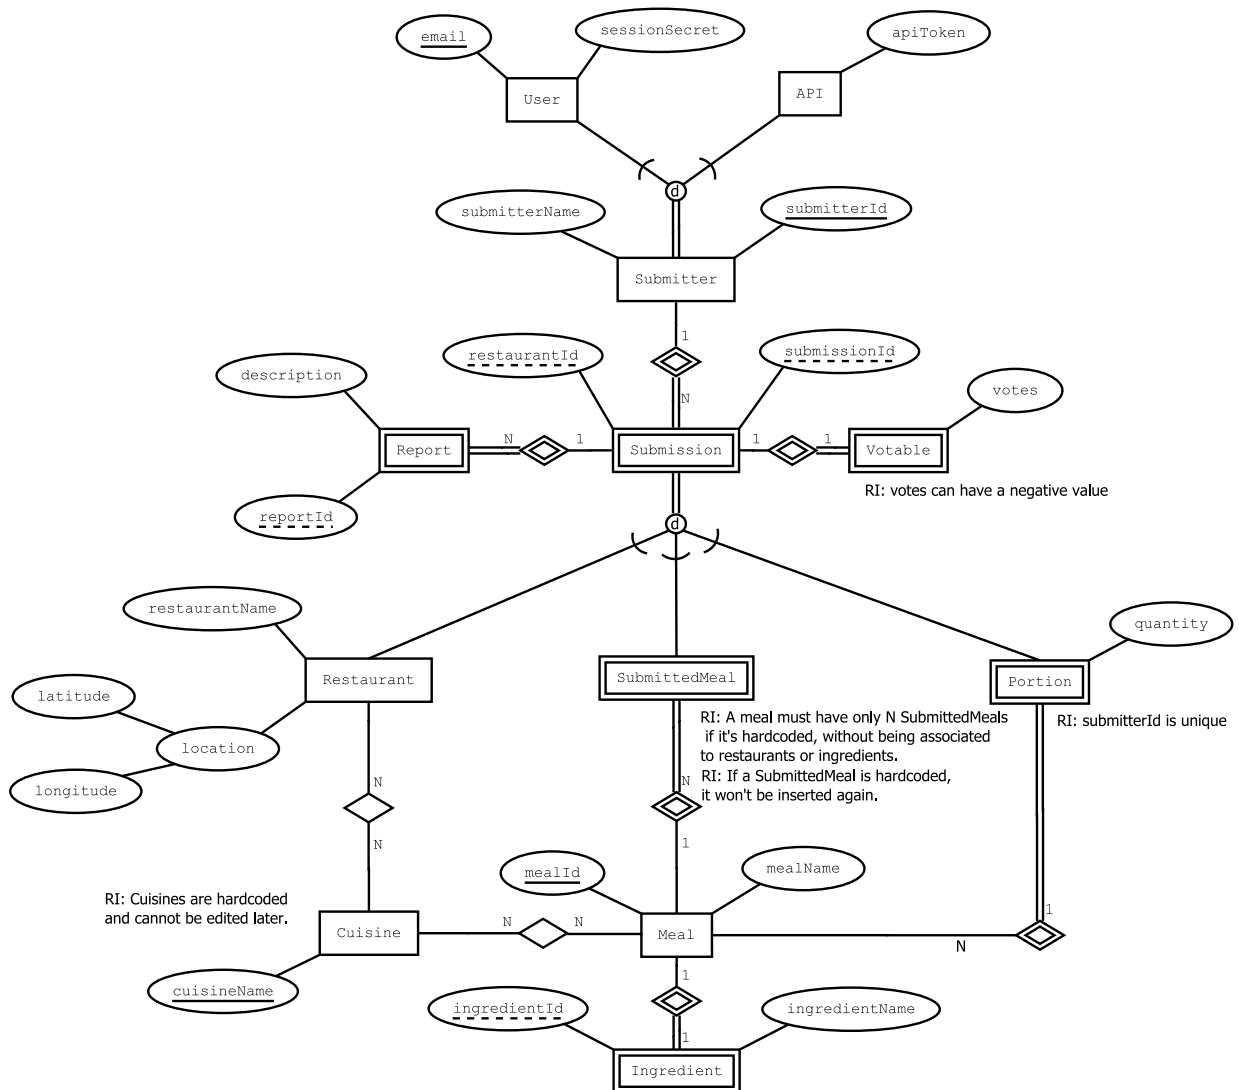 email
sessionSecret
apiToken
User
API
d
submitterName
submitterId
Submitter
1
restaurantId
submissionId
description
votes
N
Report
N
1
Submission
1
1
Votable
RI: votes can have a negative value
reportId
d
restaurantName
quantity
Restaurant
SubmittedMeal
Portion
latitude
RI: A meal must have only N SubmittedMeals
if it's hardcoded, without being associated
to restaurants or ingredients.
RI: submitterId is unique
location
RI: If a SubmittedMeal is hardcoded,
it won't be inserted again.
longitude
N
N
N
1
mealId
mealName
RI: Cuisines are hardcoded
and cannot be edited later.
1
Cuisine
N
N
Meal
N
cuisineName
1
ingredientId
ingredientName
1
Ingredient